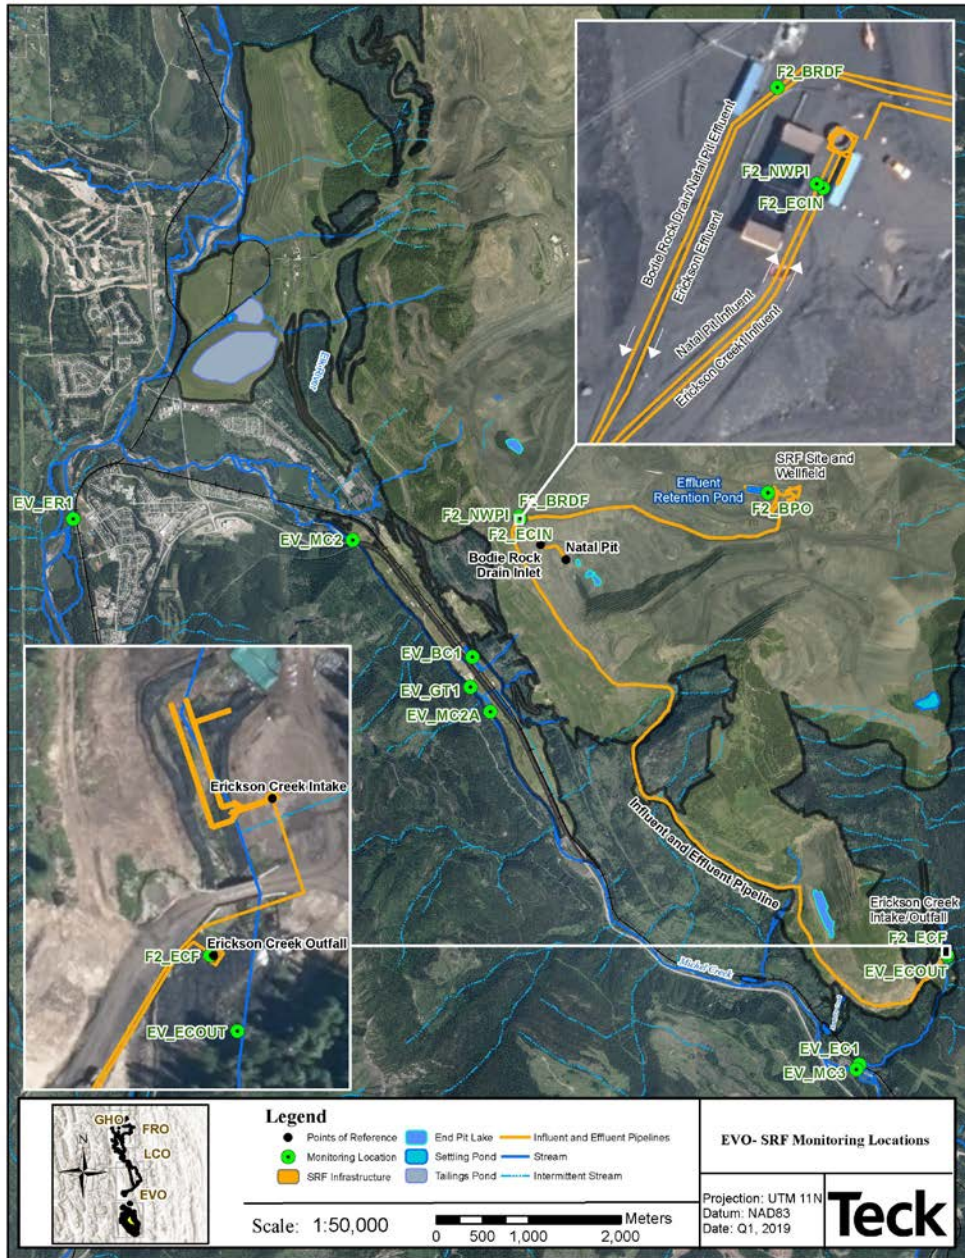 F2_BRDF
F2_NWPI
F2_ECIN
Bodie Rock Drain/Natal Pit Effluent
Erickson Effluent
Natal Pit Influent
Erickson Creek Influent
SRF Site and
Wellfield
Effluent
Retention Pond
F2_BPO
F2_BRDF
F2_NWPI
F2_ECIN
Natal Pit
Bodie Rock
Drain Inlet
EV_ER1
EV_MC2
EV_BC1
EV_GT1
EV_MC2A
Influent and Effluent Pipeline
Erickson Creek
Intake/Outfall
F2_ECF
EV_ECOUT
Michel Creek
EV_EC1
EV_MC3
Erickson Creek Intake
Erickson Creek Outfall
F2_ECF
EV_ECOUT
GHO
FRO
LCO
EVO
N
Legend
Points of Reference
Monitoring Location
SRF Infrastructure
End Pit Lake
Settling Pond
Tailings Pond
Influent and Effluent Pipelines
Stream
Intermittent Stream
Scale: 1:50,000
Meters
0 500 1,000 2,000
EVO- SRF Monitoring Locations
Projection: UTM 11N
Datum: NAD83
Date: Q1, 2019
Teck